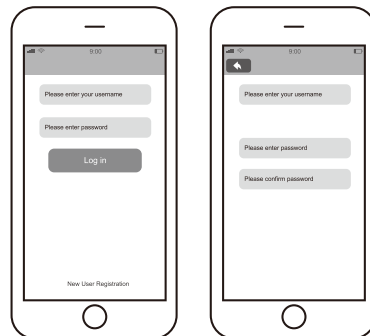 9:00
Please enter your username
Please enter password
Log in
New User Registration
9:00
Please enter your username
Please enter password
Please confirm password